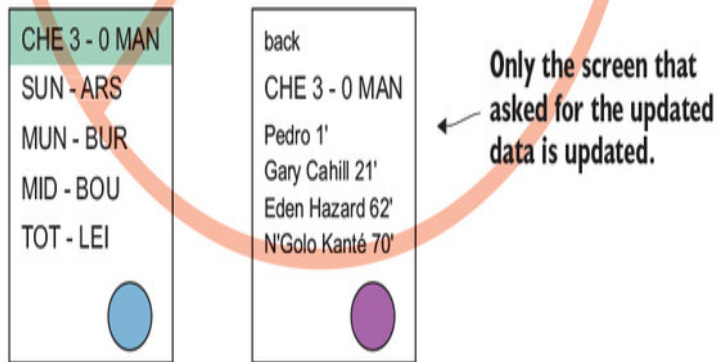 CHE 3 - 0 MAN
SUN - ARS
MUN - BUR
MID - BOU
TOT - LEI
back
CHE 3 - 0 MAN
Pedro 1'
Gary Cahill 21'
Eden Hazard 62'
N'Golo Kanté 70'
Only the screen that
asked for the updated
data is updated.